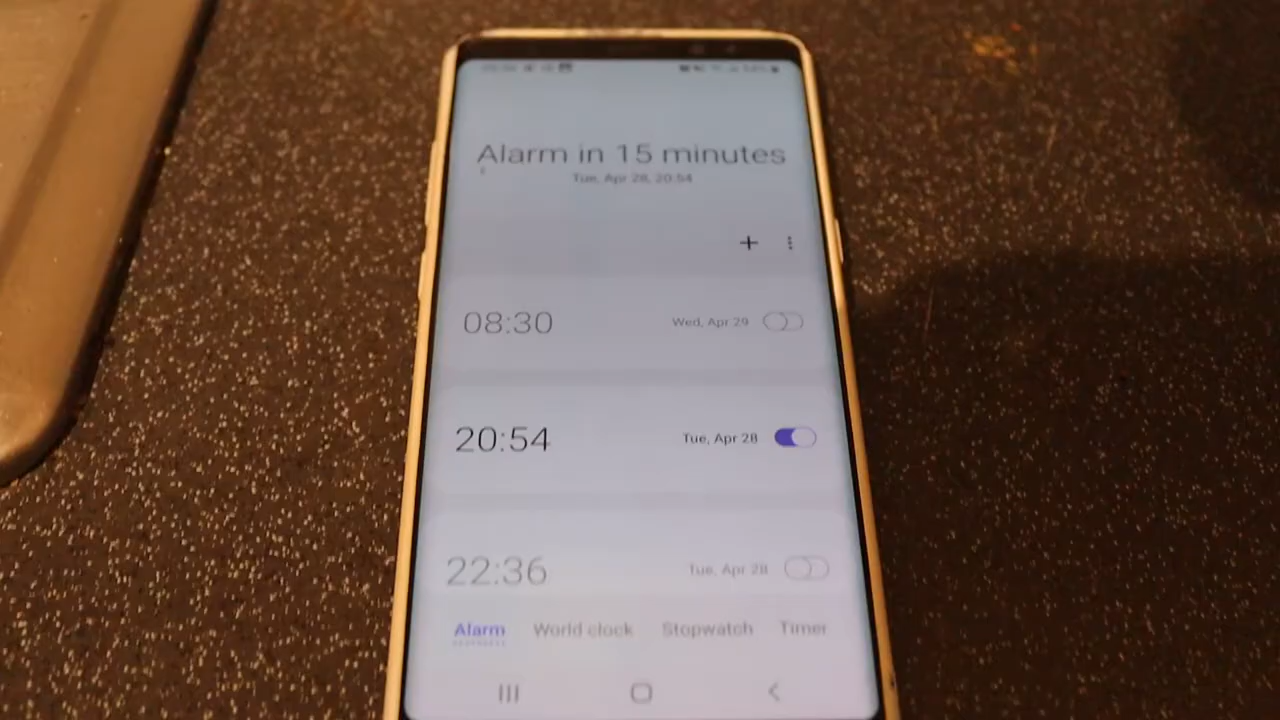 Alarm in 15 minutes
Tue, Apr 28, 20:54
08:30 Wed, Apr 29
20:54 Tue, Apr 28
22:36 Tue, Apr 28
Alarm World clock Stopwatch Timer